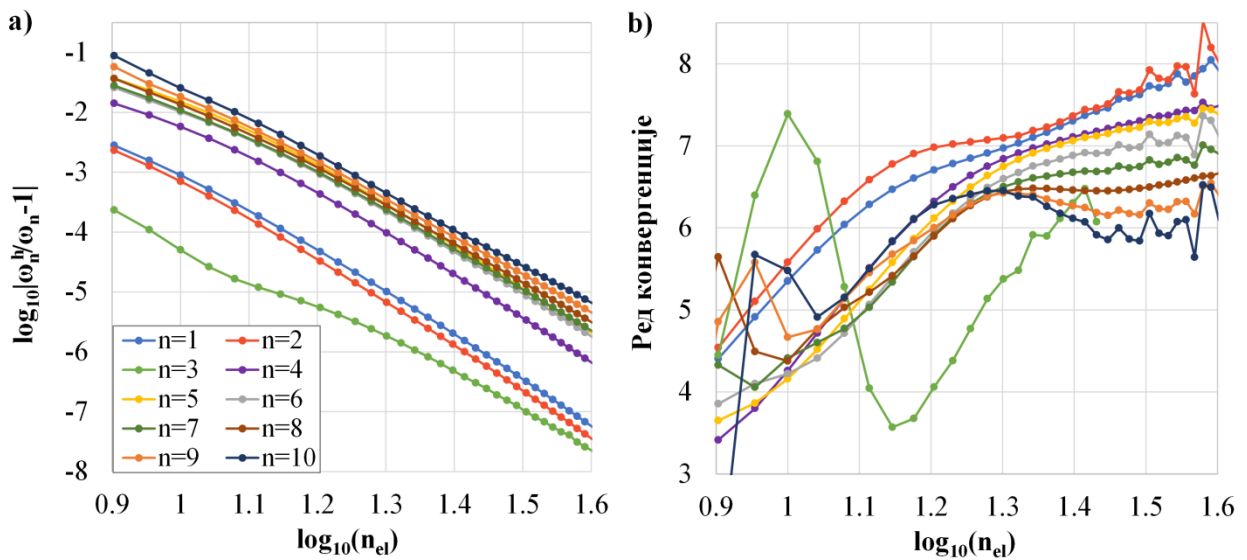 a)
log₁₀|ωₙʰ/ωₙ-1|
-1
-2
-3
-4
-5
-6
-7
-8
n=1 n=2
n=3 n=4
n=5 n=6
n=7 n=8
n=9 n=10
0.9 1 1.1 1.2 1.3 1.4 1.5 1.6
log₁₀(nₑₗ)
b)
Ред конвергенције
8
7
6
5
4
3
0.9 1 1.1 1.2 1.3 1.4 1.5 1.6
log₁₀(nₑₗ)